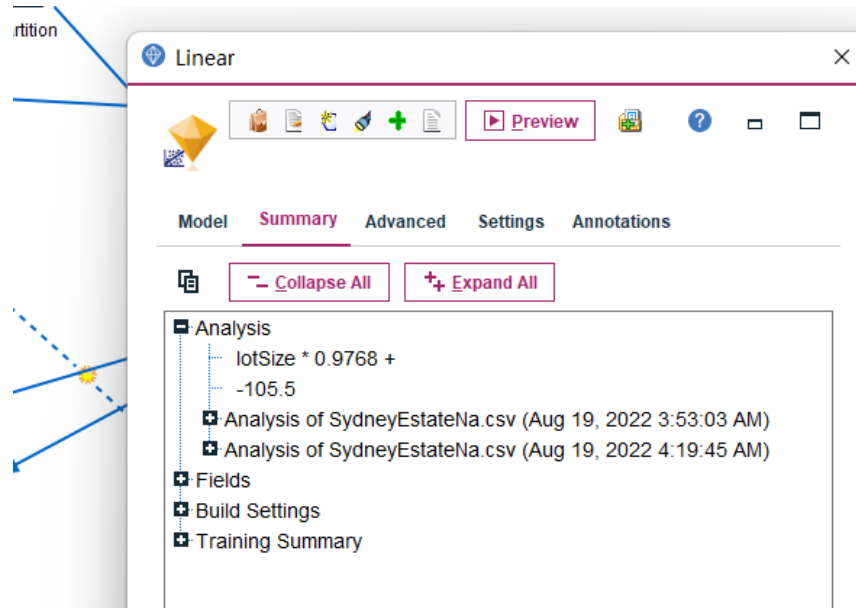 rtition
Linear
Preview
Model Summary Advanced Settings Annotations
Collapse All Expand All
Analysis
lotSize * 0.9768 +
-105.5
Analysis of SydneyEstateNa.csv (Aug 19, 2022 3:53:03 AM)
Analysis of SydneyEstateNa.csv (Aug 19, 2022 4:19:45 AM)
Fields
Build Settings
Training Summary